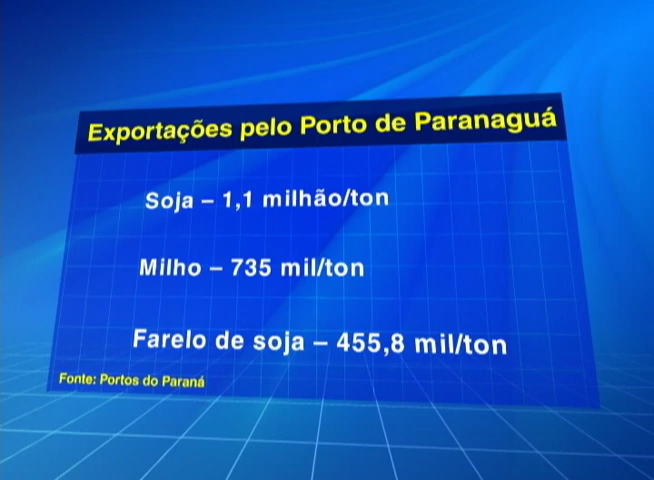 Exportações pelo Porto de Paranaguá
Soja – 1,1 milhão/ton
Milho – 735 mil/ton
Farelo de soja – 455,8 mil/ton
Fonte: Portos do Paraná